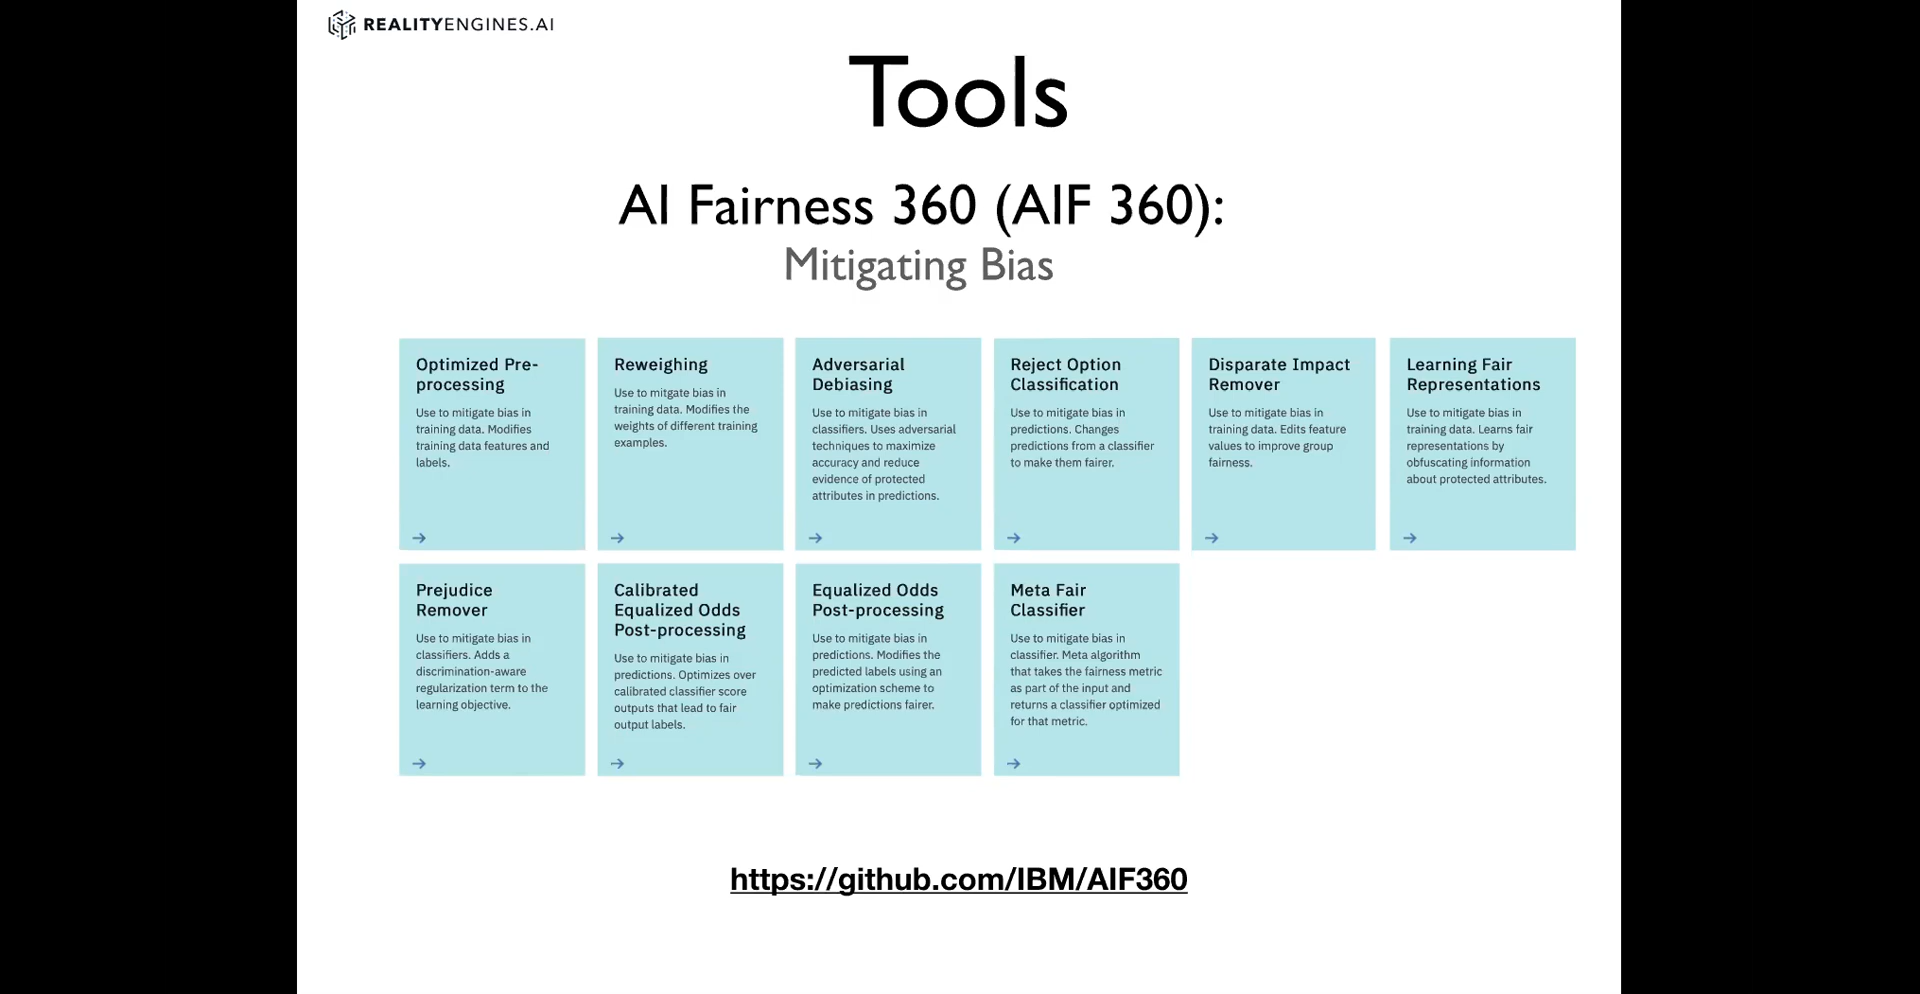 REALITYENGINES.AI
Tools
AI Fairness 360 (AIF 360):
Mitigating Bias
Optimized Pre-
processing
Use to mitigate bias in
training data. Modifies
training data features and
labels.
Reweighing
Use to mitgate bias in
training data. Modifies the
weights of different training
examples.
Adversarial
Debiasing
Use to mitigate bias in
classifiers. Uses adversarial
techniques to maximize
accuracy and reduce
evidence of protected
attributes in predictions.
Reject Option
Classification
Use to mitigate bias in
predictions. Changes
predictions from a classifier
to make them fairer.
Disparate Impact
Remover
Use to mitigate bias in
training data. Edits feature
values to improve group
fairness.
Learning Fair
Representations
Use to mitigate bias in
training data. Learns fair
representations by
obfuscating information
about protected attributes.
Prejudice
Remover
Use to mitigate bias in
classifiers. Adds a
discrimination-aware
regularization term to the
learning objective.
Calibrated
Equalized Odds
Post-processing
Use to mitigate bias in
predictions. Optimizes over
calibrated classifier score
outputs that lead to fair
output labels.
Equalized Odds
Post-processing
Use to mitigate bias in
predictions. Modifies the
predicted labels using an
optimization scheme to
make predictions fairer.
Meta Fair
Classifier
Use to mitigate bias in
classifier. Meta algorithm
that takes the fairness metric
as part of the input and
returns a classifier optimized
for that metric.
https://github.com/IBM/AIF360